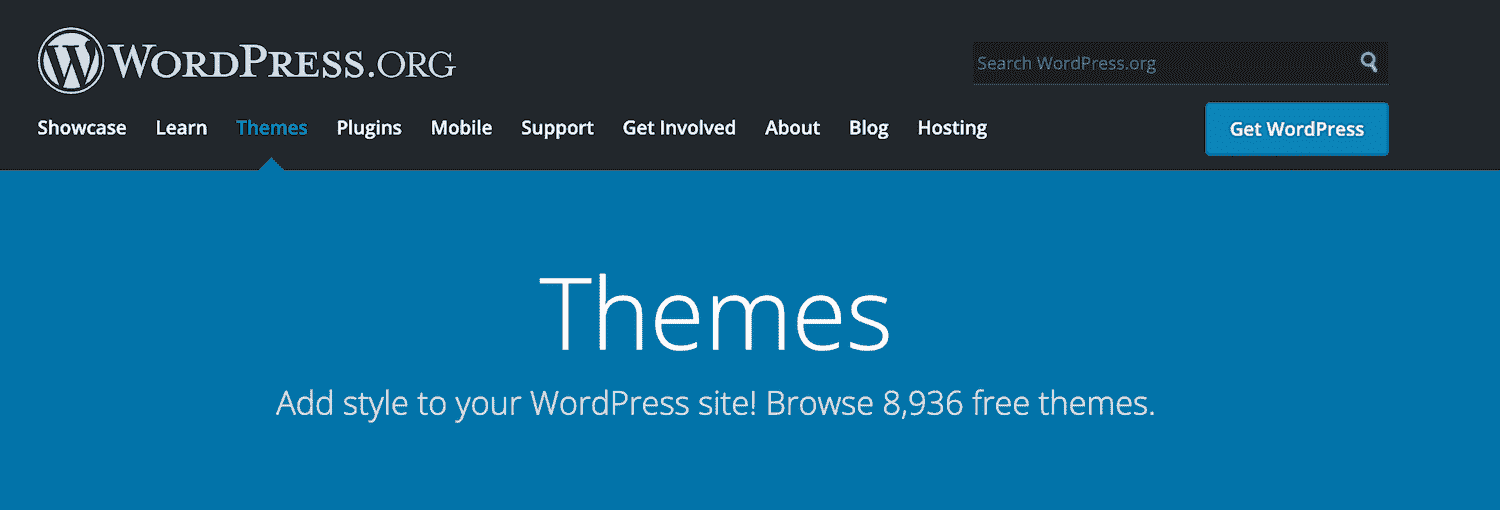 WORDPRESS.ORG
Search WordPress.org
Showcase Learn Themes Plugins Mobile Support Get Involved About Blog Hosting
Get WordPress
Themes
Add style to your WordPress site! Browse 8,936 free themes.